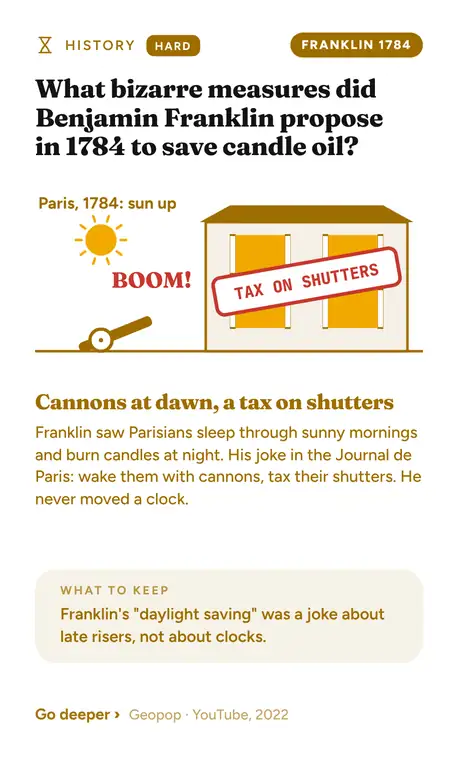 HISTORY HARD FRANKLIN 1784
What bizarre measures did
Benjamin Franklin propose
in 1784 to save candle oil?
Paris, 1784: sun up
BOOM!
TAX ON SHUTTERS
Cannons at dawn, a tax on shutters
Franklin saw Parisians sleep through sunny mornings
and burn candles at night. His joke in the Journal de
Paris: wake them with cannons, tax their shutters. He
never moved a clock.
WHAT TO KEEP
Franklin's "daylight saving" was a joke about
late risers, not about clocks.
Go deeper › Geopop · YouTube, 2022